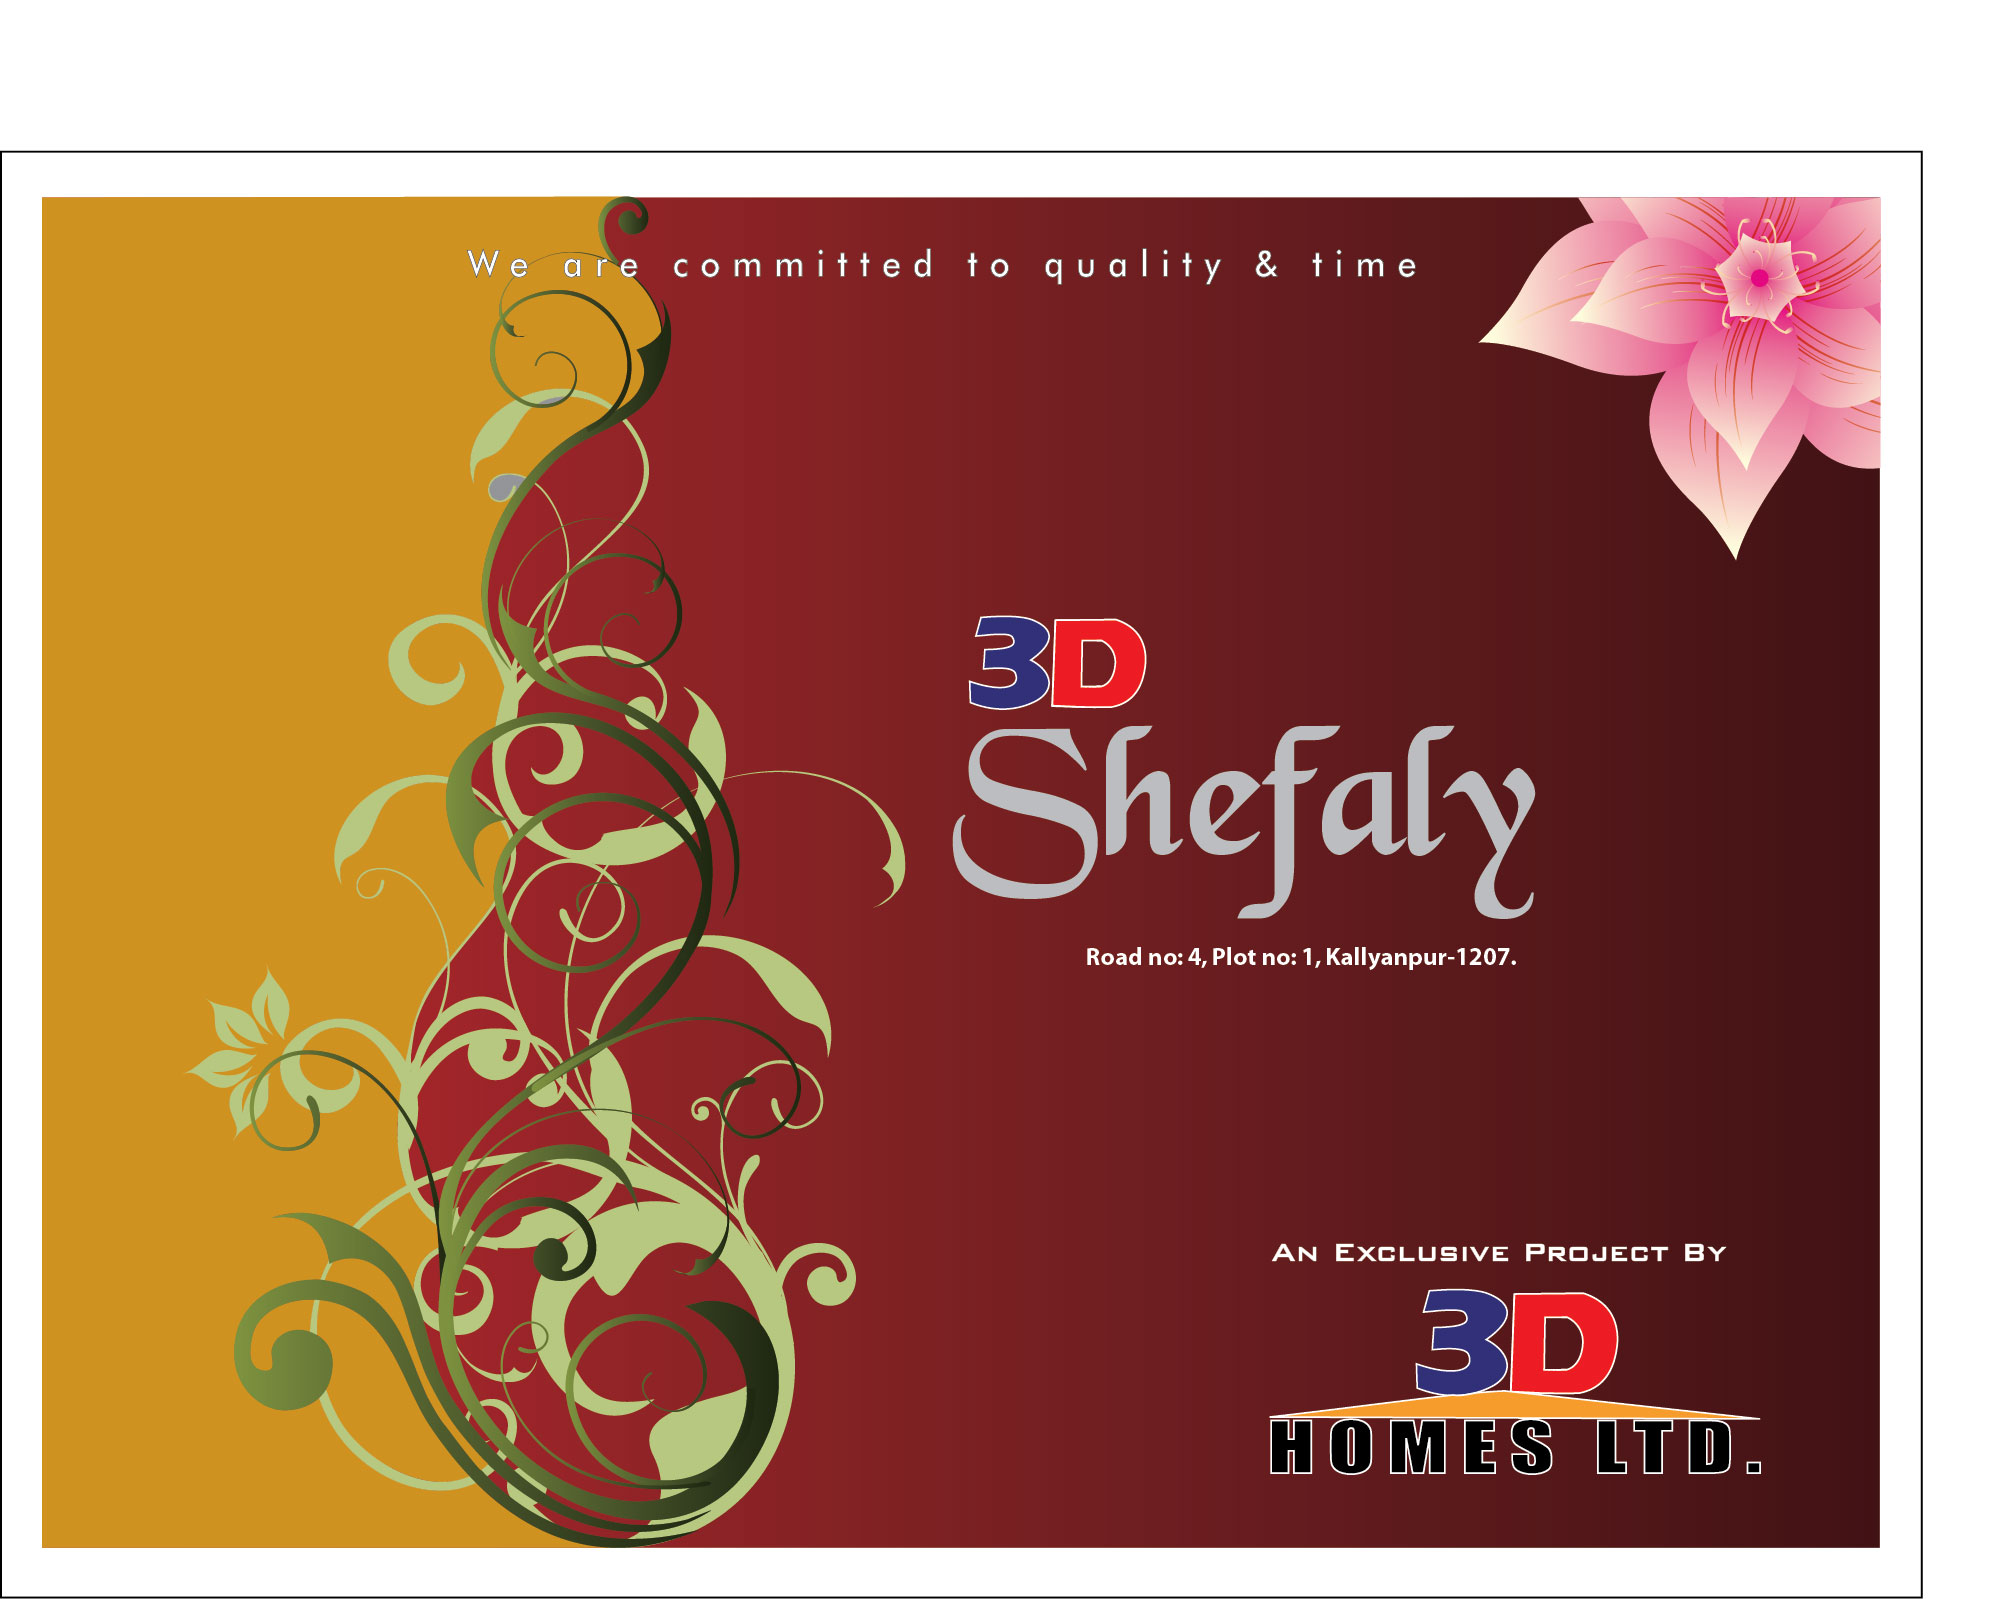 We are committed to quality & time
3D
Shefaly
Road no: 4, Plot no: 1, Kallyanpur-1207.
An Exclusive Project By
3D
HOMES LTD.